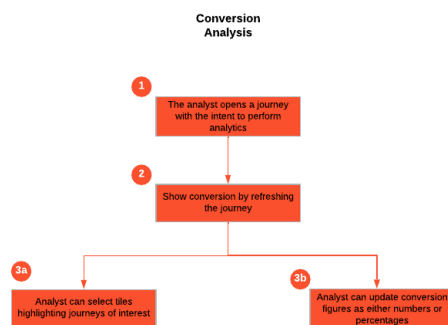 Conversion
Analysis
1
The analyst opens a journey
with the intent to perform
analytics
2
Show conversion by refreshing
the journey
3a
Analyst can select tiles
highlighting journeys of interest
3b
Analyst can update conversion
figures as either numbers or
percentages